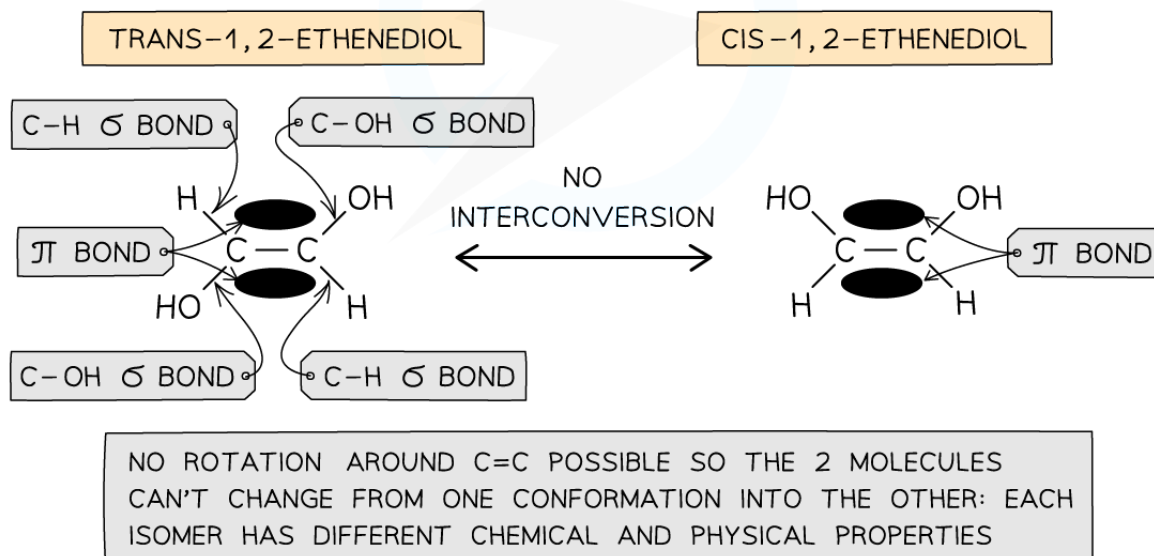 TRANS-1,2-ETHENEDIOL
CIS-1,2-ETHENEDIOL
C-H σ BOND
C-OH σ BOND
H
OH
π BOND
C - C
HO
H
C-OH σ BOND
C-H σ BOND
NO
INTERCONVERSION
HO
OH
C - C
π BOND
H
H
NO ROTATION AROUND C=C POSSIBLE SO THE 2 MOLECULES
CAN'T CHANGE FROM ONE CONFORMATION INTO THE OTHER: EACH
ISOMER HAS DIFFERENT CHEMICAL AND PHYSICAL PROPERTIES